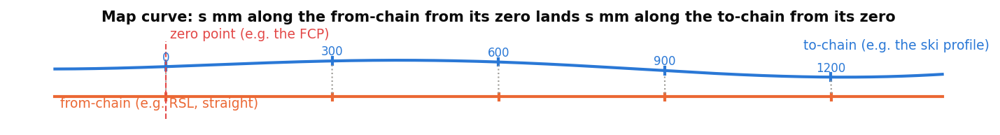 Map curve: s mm along the from-chain from its zero lands s mm along the to-chain from its zero
zero point (e.g. the FCP)
to-chain (e.g. the ski profile)
0
300
600
900
1200
from-chain (e.g. RSL, straight)